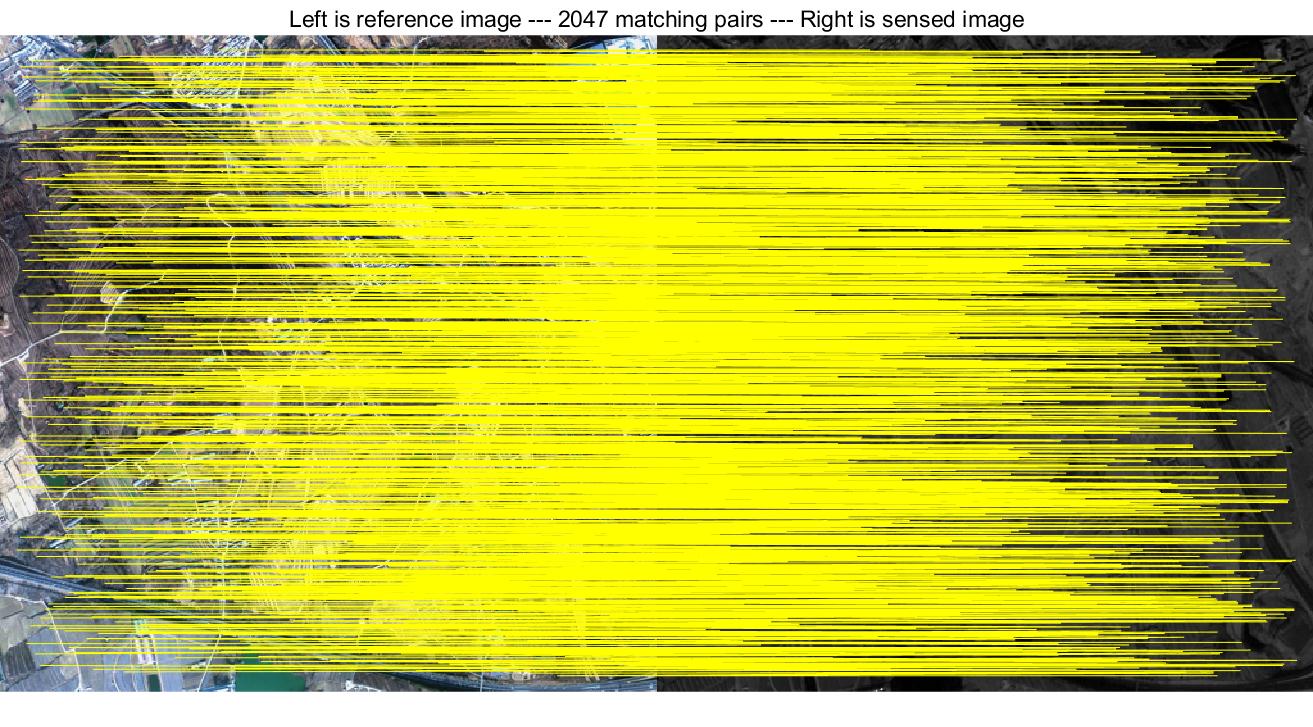 Left is reference image --- 2047 matching pairs --- Right is sensed image